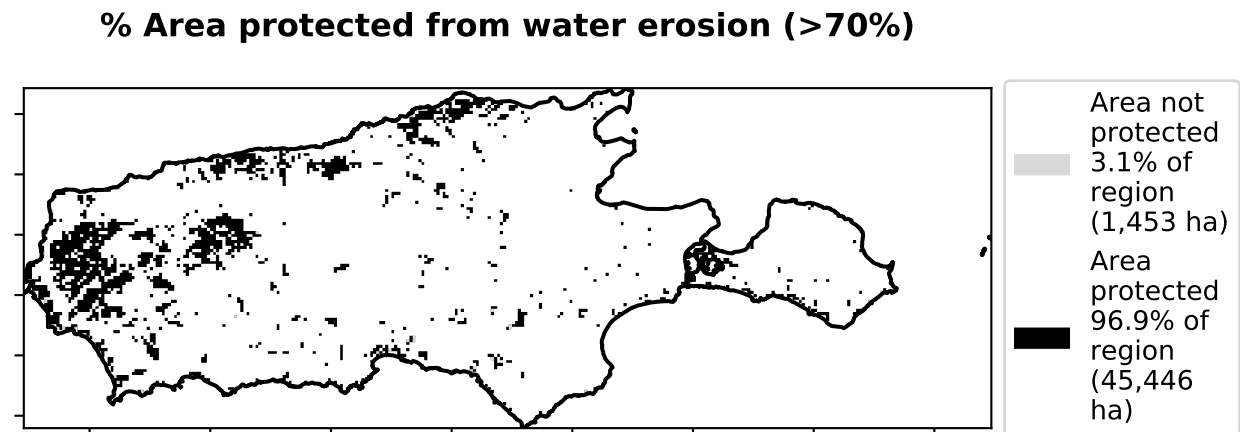 % Area protected from water erosion (>70%)
Area not
protected
3.1% of
region
(1,453 ha)
Area
protected
96.9% of
region
(45,446
ha)